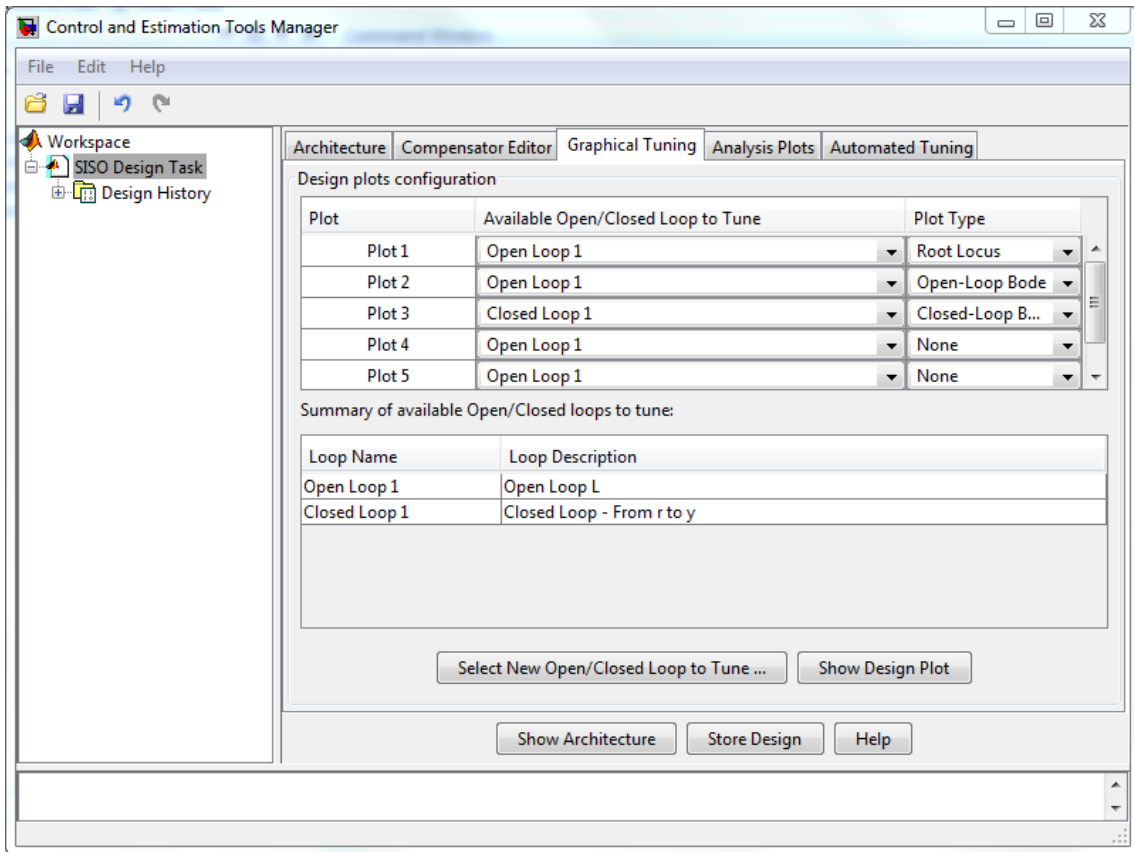 Control and Estimation Tools Manager
Command Window
File Edit Help
Workspace
SISO Design Task
Design History
Architecture Compensator Editor Graphical Tuning Analysis Plots Automated Tuning
Design plots configuration
Plot Available Open/Closed Loop to Tune Plot Type
Plot 1 Open Loop 1 Root Locus
Plot 2 Open Loop 1 Open-Loop Bode
Plot 3 Closed Loop 1 Closed-Loop B...
Plot 4 Open Loop 1 None
Plot 5 Open Loop 1 None
Summary of available Open/Closed loops to tune:
Loop Name Loop Description
Open Loop 1 Open Loop L
Closed Loop 1 Closed Loop - From r to y
Select New Open/Closed Loop to Tune ... Show Design Plot
Show Architecture Store Design Help